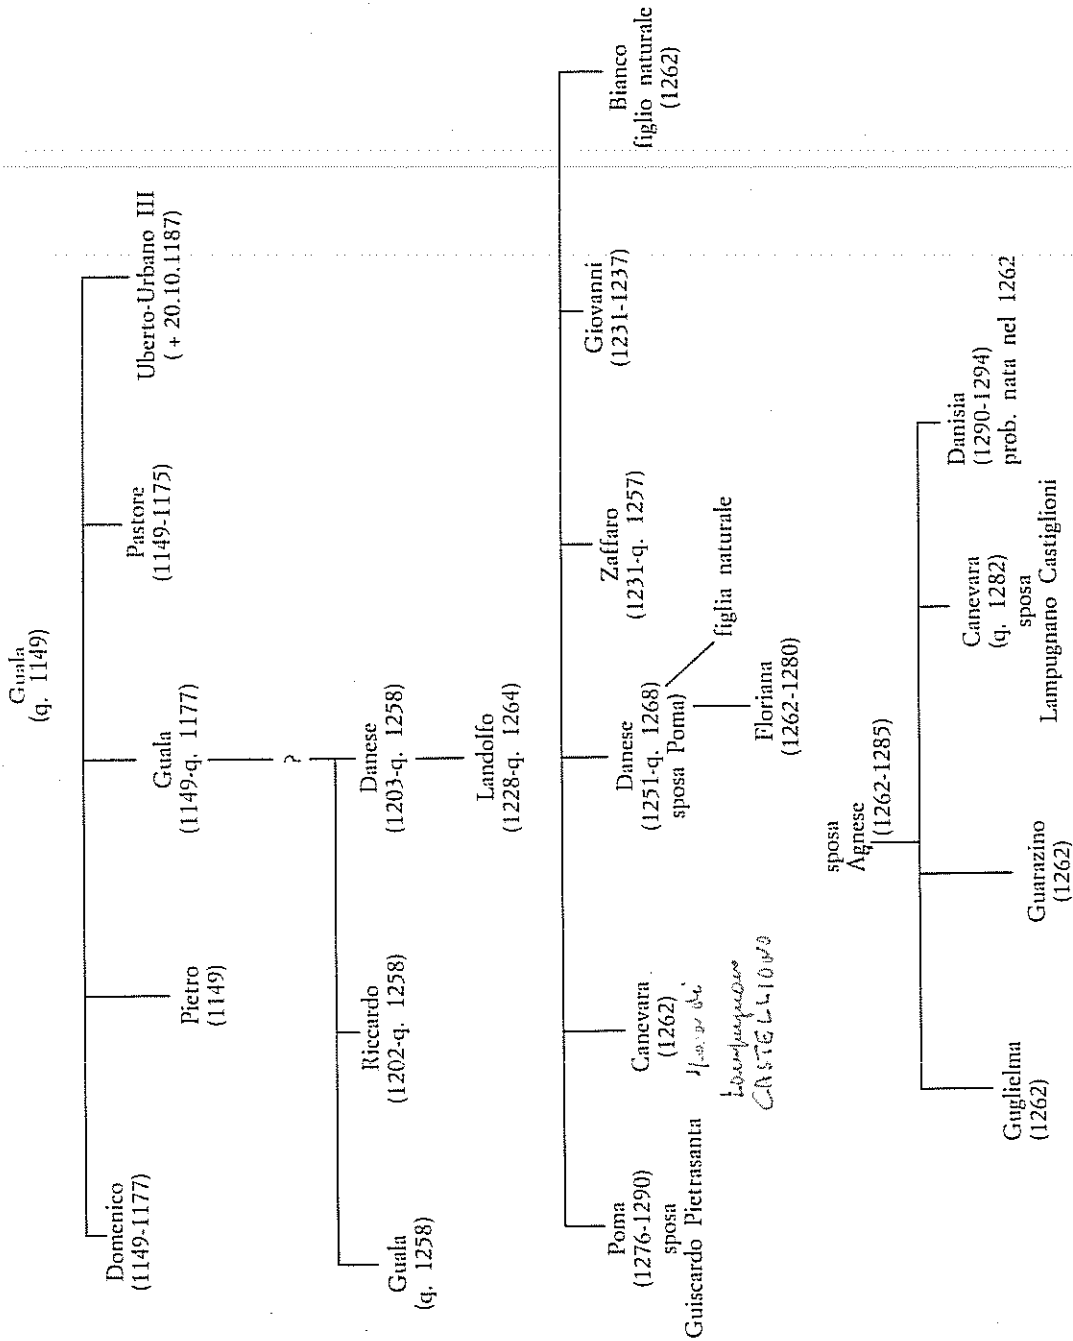 Guala
(q. 1149)
Domenico
(1149-1177)
Pietro
(1149)
Guala
(1149-q. 1177)
Pastore
(1149-1175)
Uberto-Urbano III
( + 20.10.1187)
?
Guala
(q. 1258)
Riccardo
(1202-q. 1258)
Danese
(1203-q. 1258)
Landolfo
(1228-q. 1264)
Poma
(1276-1290)
sposa
Guiscardo Pietrasanta
Canevara
(1262)
di
Lampugnano
CASTELLIONO
Danese
(1251-q. 1268)
sposa Poma)
figlia naturale
Floriana
(1262-1280)
Zaffaro
(1231-q. 1257)
Giovanni
(1231-1237)
Bianco
figlio naturale
(1262)
sposa
Agnese
(1262-1285)
Guglielma
(1262)
Guarazino
(1262)
Canevara
(q. 1282)
sposa
Lampugnano Castiglioni
Danisia
(1290-1294)
prob. nata nel 1262